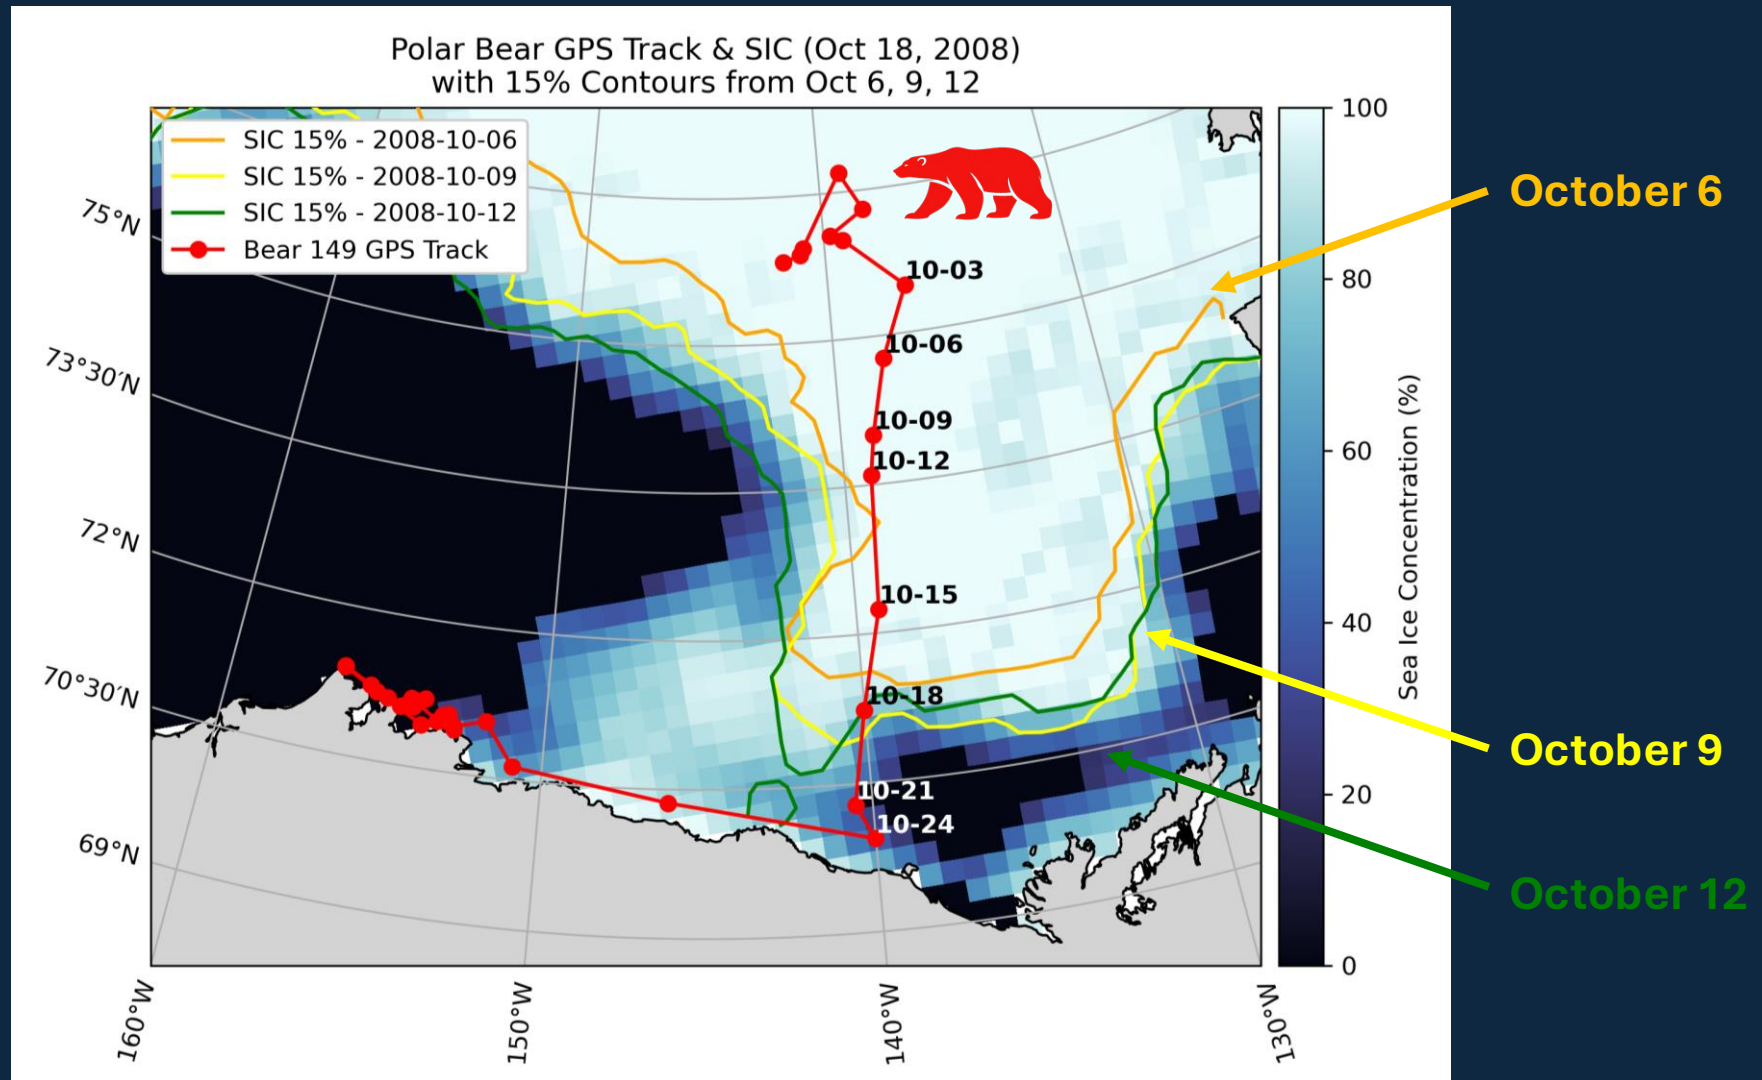 Polar Bear GPS Track & SIC (Oct 18, 2008)
with 15% Contours from Oct 6, 9, 12
SIC 15% - 2008-10-06
SIC 15% - 2008-10-09
SIC 15% - 2008-10-12
Bear 149 GPS Track
75°N
73°30′N
72°N
70°30′N
69°N
160°W
150°W
140°W
130°W
10-03
10-06
10-09
10-12
10-15
10-18
10-21
10-24
100
80
60
40
20
0
Sea Ice Concentration (%)
October 6
October 9
October 12